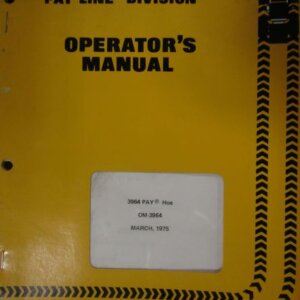 PAY LINE DIVISION
OPERATOR'S
MANUAL
3964 PAY® Hoe
OM-3964
MARCH, 1975